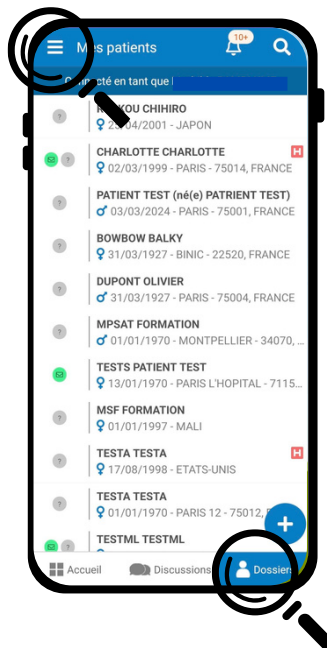 Mes patients
10+
Connecté en tant que
CHIHIRO
04/2001 - JAPON
?
CHARLOTTE CHARLOTTE
H
?
02/03/1999 - PARIS - 75014, FRANCE
PATIENT TEST (né(e) PATRIENT TEST)
?
03/03/2024 - PARIS - 75001, FRANCE
BOWBOW BALKY
?
31/03/1927 - BINIC - 22520, FRANCE
DUPONT OLIVIER
?
31/03/1927 - PARIS - 75004, FRANCE
MPSAT FORMATION
?
01/01/1970 - MONTPELLIER - 34070, ...
TESTS PATIENT TEST
13/01/1970 - PARIS L'HOPITAL - 7115...
MSF FORMATION
?
01/01/1997 - MALI
TESTA TESTA
H
?
17/08/1998 - ETATS-UNIS
TESTA TESTA
?
01/01/1970 - PARIS 12 - 75012,
+
TESTML TESTML
?
Accueil
Discussions
Dossiers